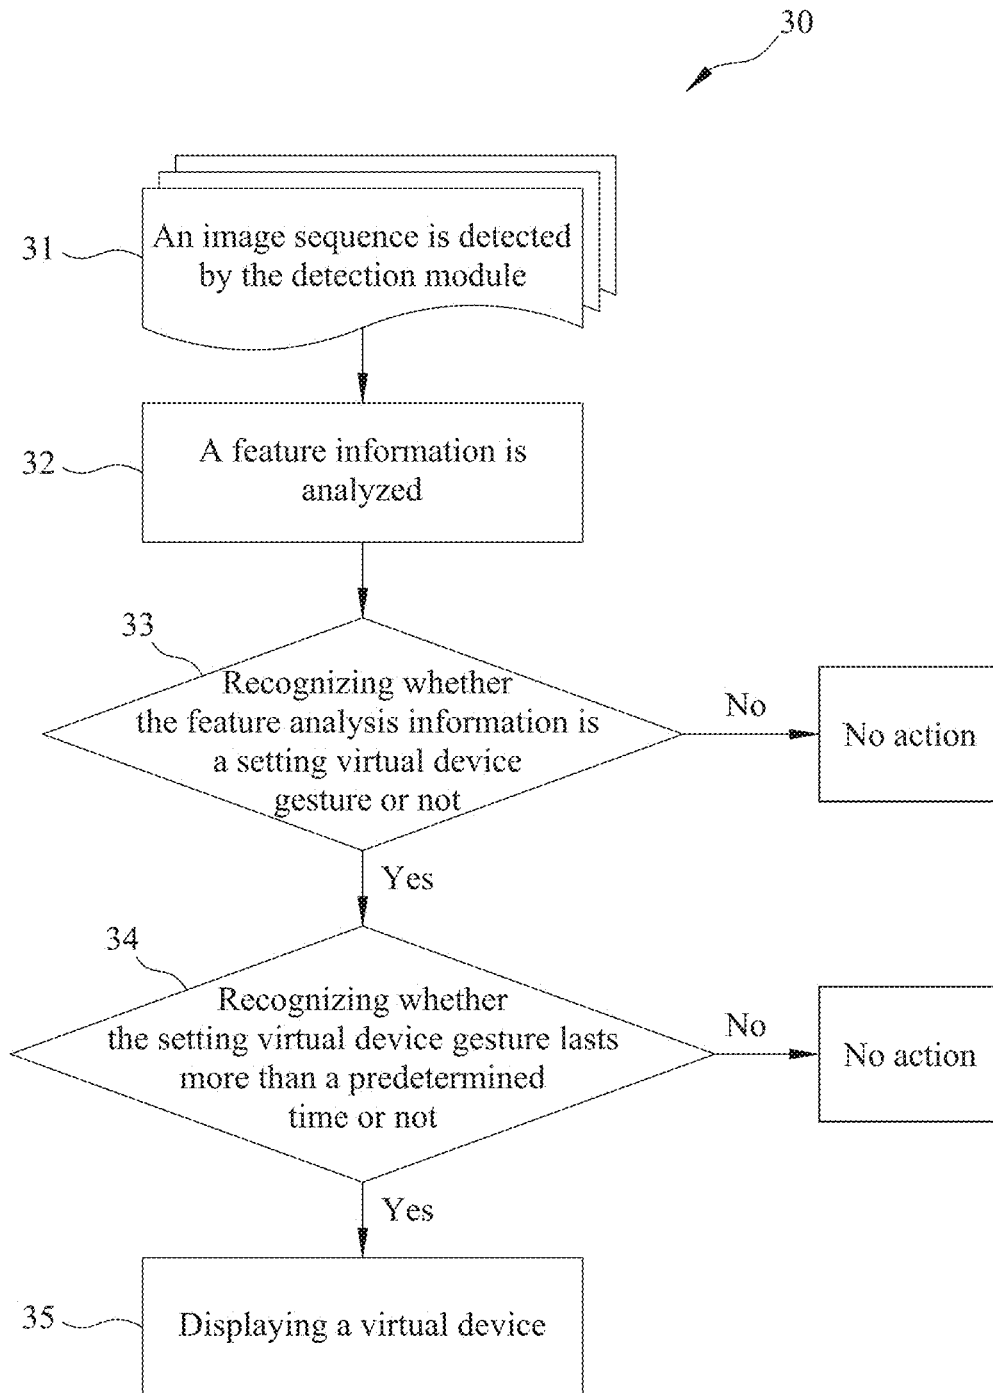 30
31
An image sequence is detected
by the detection module
32
A feature information is
analyzed
33
Recognizing whether
the feature analysis information is
a setting virtual device
gesture or not
No
No action
Yes
34
Recognizing whether
the setting virtual device gesture lasts
more than a predetermined
time or not
No
No action
Yes
35
Displaying a virtual device